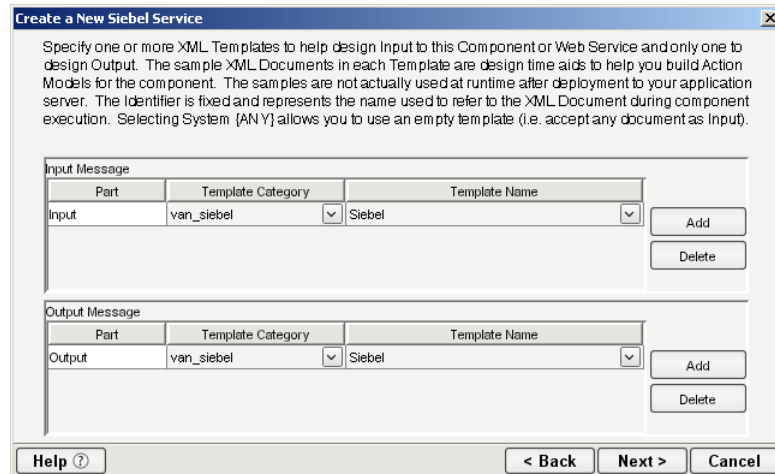 Create a New Siebel Service
Specify one or more XML Templates to help design Input to this Component or Web Service and only one to
design Output. The sample XML Documents in each Template are design time aids to help you build Action
Models for the component. The samples are not actually used at runtime after deployment to your application
server. The Identifier is fixed and represents the name used to refer to the XML Document during component
execution. Selecting System {ANY} allows you to use an empty template (i.e. accept any document as Input).
Input Message
Part Template Category Template Name
Input van_siebel Siebel
Add
Delete
Output Message
Part Template Category Template Name
Output van_siebel Siebel
Add
Delete
Help ? < Back Next > Cancel